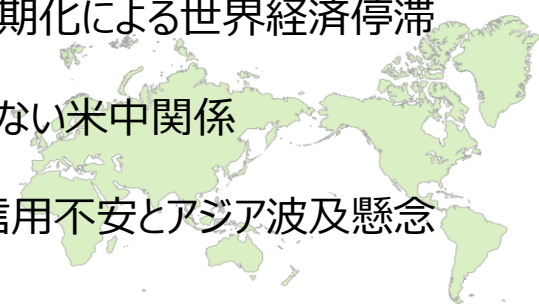 期化による世界経済停滞
ない米中関係
信用不安とアジア波及懸念